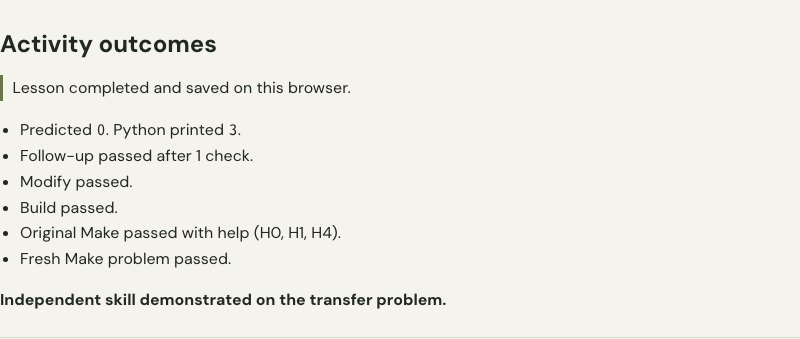 Activity outcomes
Lesson completed and saved on this browser.
Predicted 0. Python printed 3.
Follow-up passed after 1 check.
Modify passed.
Build passed.
Original Make passed with help (H0, H1, H4).
Fresh Make problem passed.
Independent skill demonstrated on the transfer problem.